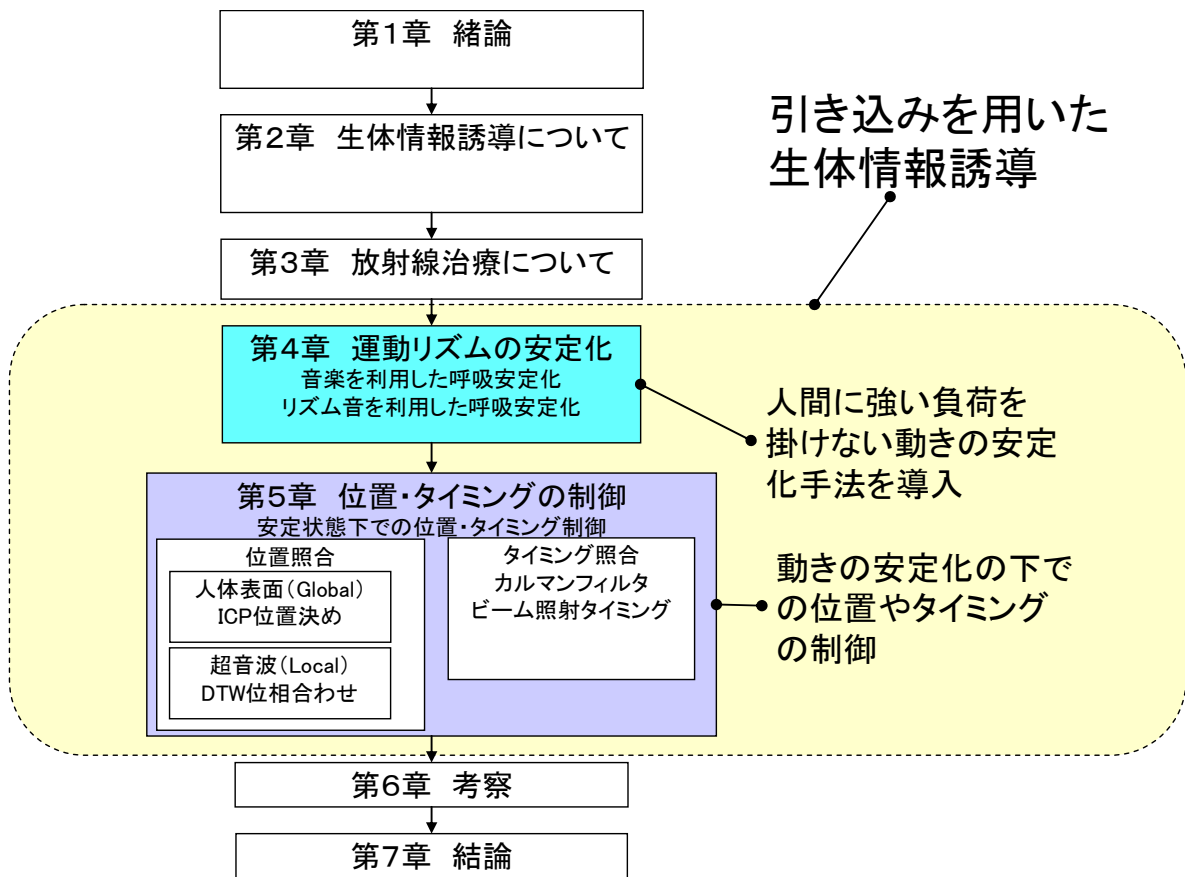 第1章 緒論
第2章 生体情報誘導について
引き込みを用いた
生体情報誘導
第3章 放射線治療について
第4章 運動リズムの安定化
音楽を利用した呼吸安定化
リズム音を利用した呼吸安定化
人間に強い負荷を
掛けない動きの安定
化手法を導入
第5章 位置・タイミングの制御
安定状態下での位置・タイミング制御
位置照合
人体表面(Global)
ICP位置決め
超音波(Local)
DTW位相合わせ
タイミング照合
カルマンフィルタ
ビーム照射タイミング
動きの安定化の下で
の位置やタイミング
の制御
第6章 考察
第7章 結論